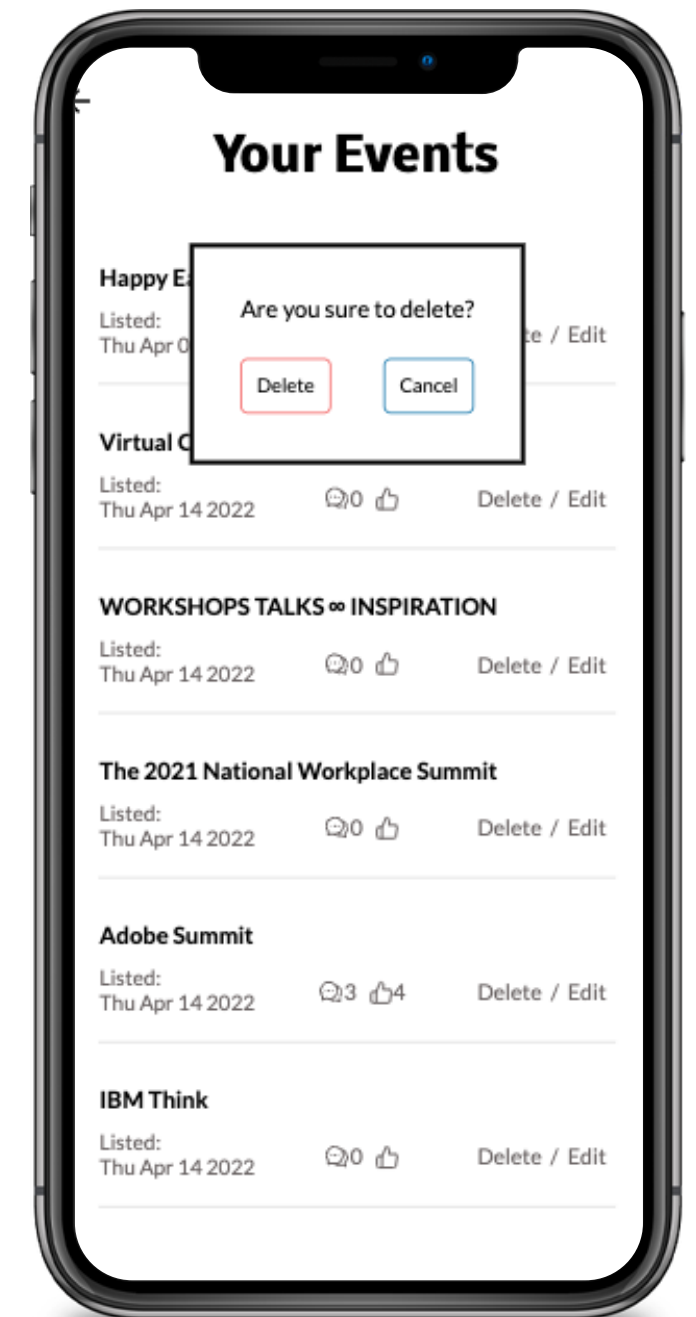 Your Events
Happy
Are you sure to delete?
Listed:
Thu Apr
/ Edit
Delete
Cancel
Virtual
Listed:
Thu Apr 14 2022
0
Delete / Edit
WORKSHOPS TALKS ∞ INSPIRATION
Listed:
Thu Apr 14 2022
0
Delete / Edit
The 2021 National Workplace Summit
Listed:
Thu Apr 14 2022
0
Delete / Edit
Adobe Summit
Listed:
Thu Apr 14 2022
3
4
Delete / Edit
IBM Think
Listed:
Thu Apr 14 2022
0
Delete / Edit